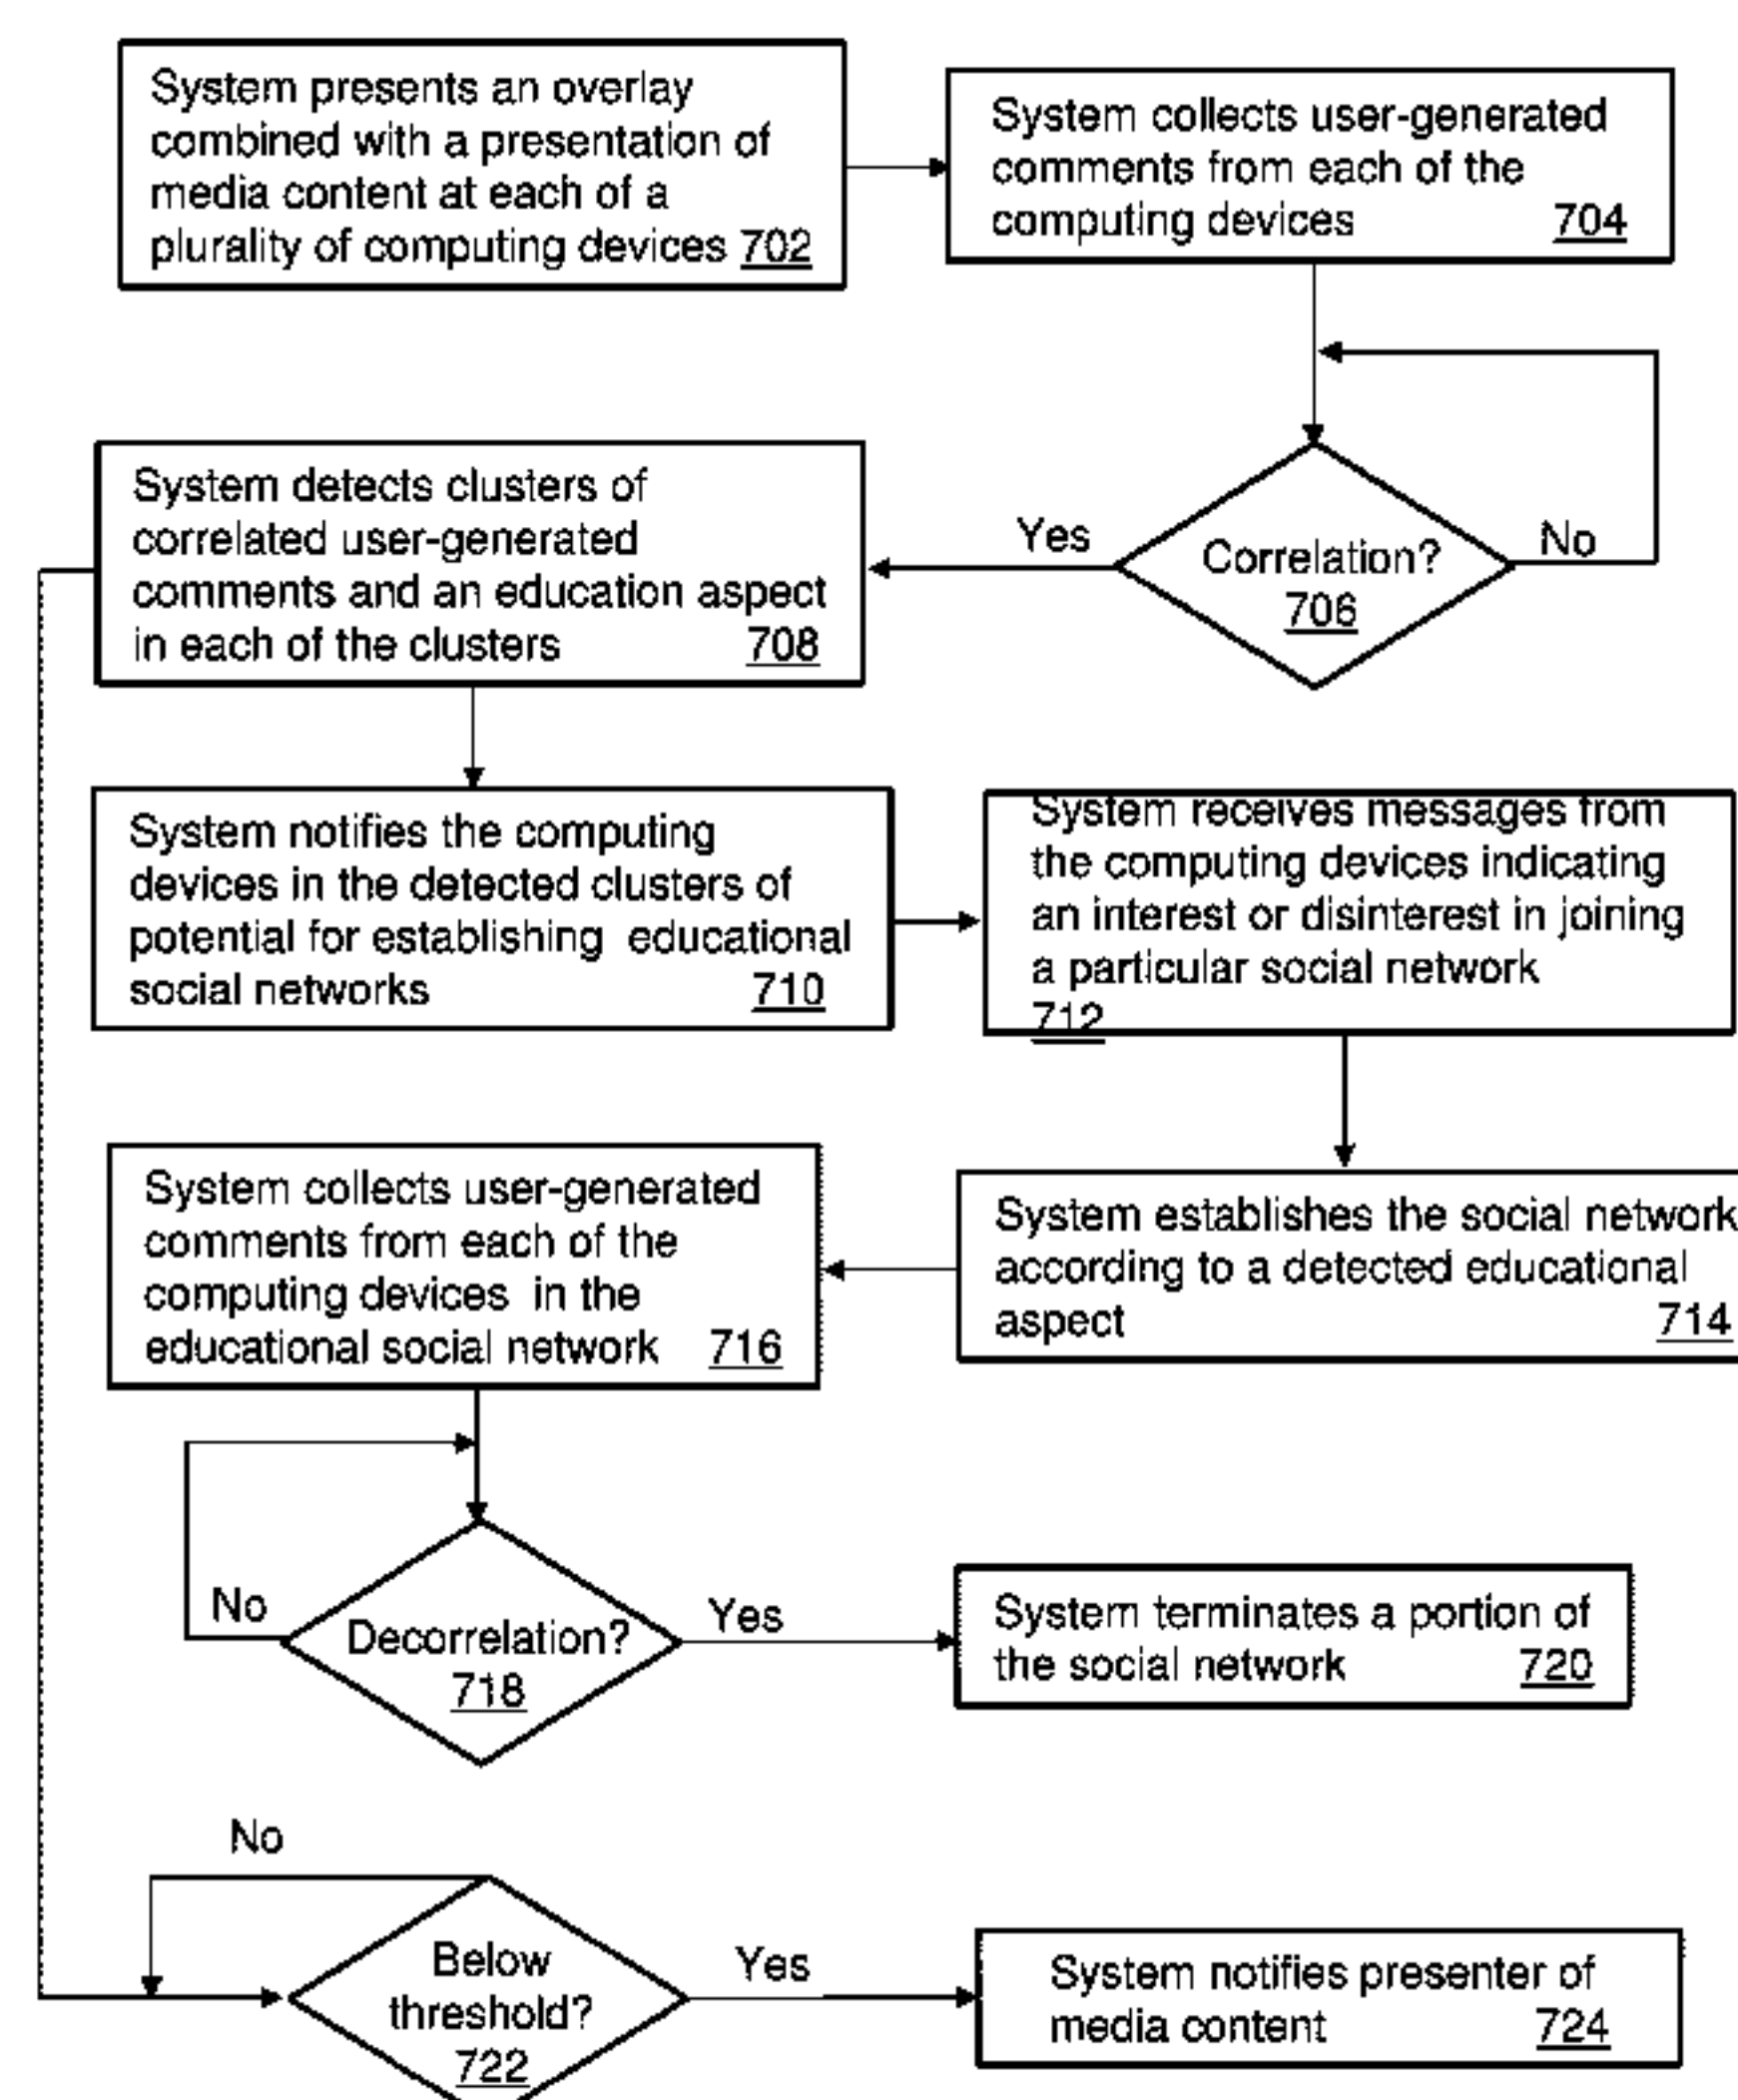 System presents an overlay
combined with a presentation of
media content at each of a
plurality of computing devices 702
System collects user-generated
comments from each of the
computing devices 704
Correlation?
706
Yes
No
System detects clusters of
correlated user-generated
comments and an education aspect
in each of the clusters 708
System notifies the computing
devices in the detected clusters of
potential for establishing educational
social networks 710
System receives messages from
the computing devices indicating
an interest or disinterest in joining
a particular social network
712
System establishes the social network
according to a detected educational
aspect 714
System collects user-generated
comments from each of the
computing devices in the
educational social network 716
No
Decorrelation?
718
Yes
System terminates a portion of
the social network 720
No
Below
threshold?
722
Yes
System notifies presenter of
media content 724